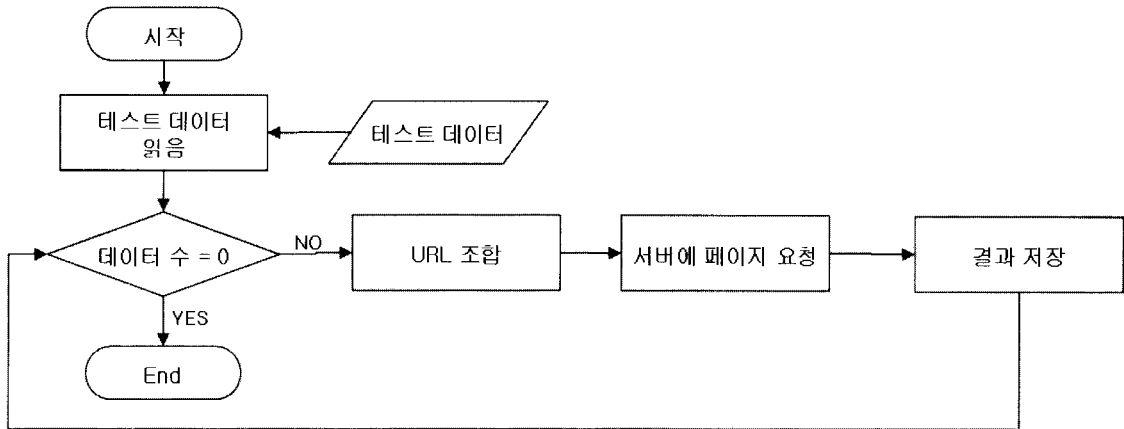 시작
테스트 데이터
읽음
테스트 데이터
데이터 수 = 0
NO
URL 조합
서버에 페이지 요청
결과 저장
YES
End